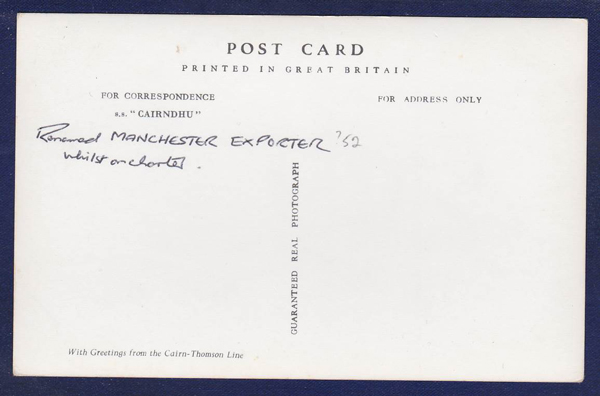 POST CARD
PRINTED IN GREAT BRITAIN
FOR CORRESPONDENCE
FOR ADDRESS ONLY
s.s. "CAIRNDHU"
Renamed MANCHESTER EXPORTER '52
whilst on charter.
GUARANTEED REAL PHOTOGRAPH
With Greetings from the Cairn-Thomson Line